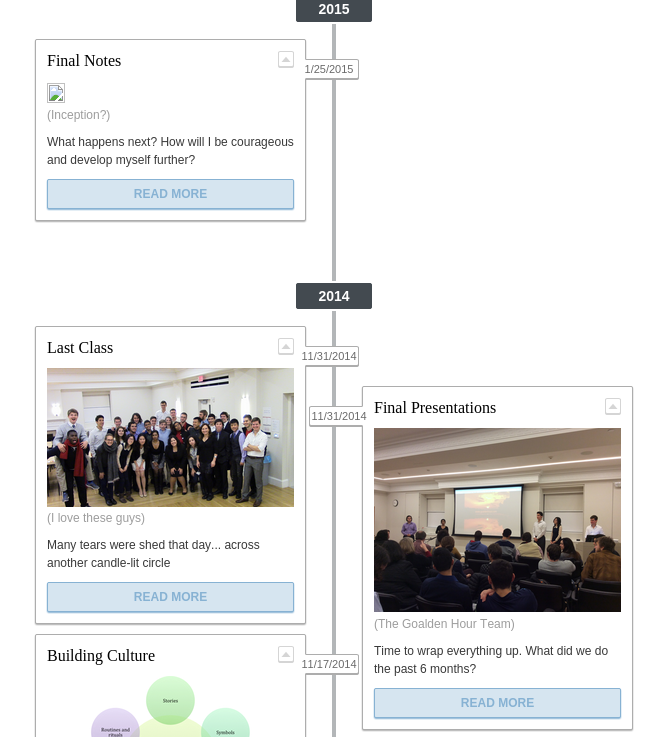 2015
Final Notes
1/25/2015
(Inception?)
What happens next? How will I be courageous
and develop myself further?
READ MORE
2014
Last Class
11/31/2014
(I love these guys)
Many tears were shed that day... across
another candle-lit circle
READ MORE
11/31/2014
Final Presentations
(The Goalden Hour Team)
Time to wrap everything up. What did we do
the past 6 months?
READ MORE
Building Culture
11/17/2014
Stories
Routines and
rituals
Symbols